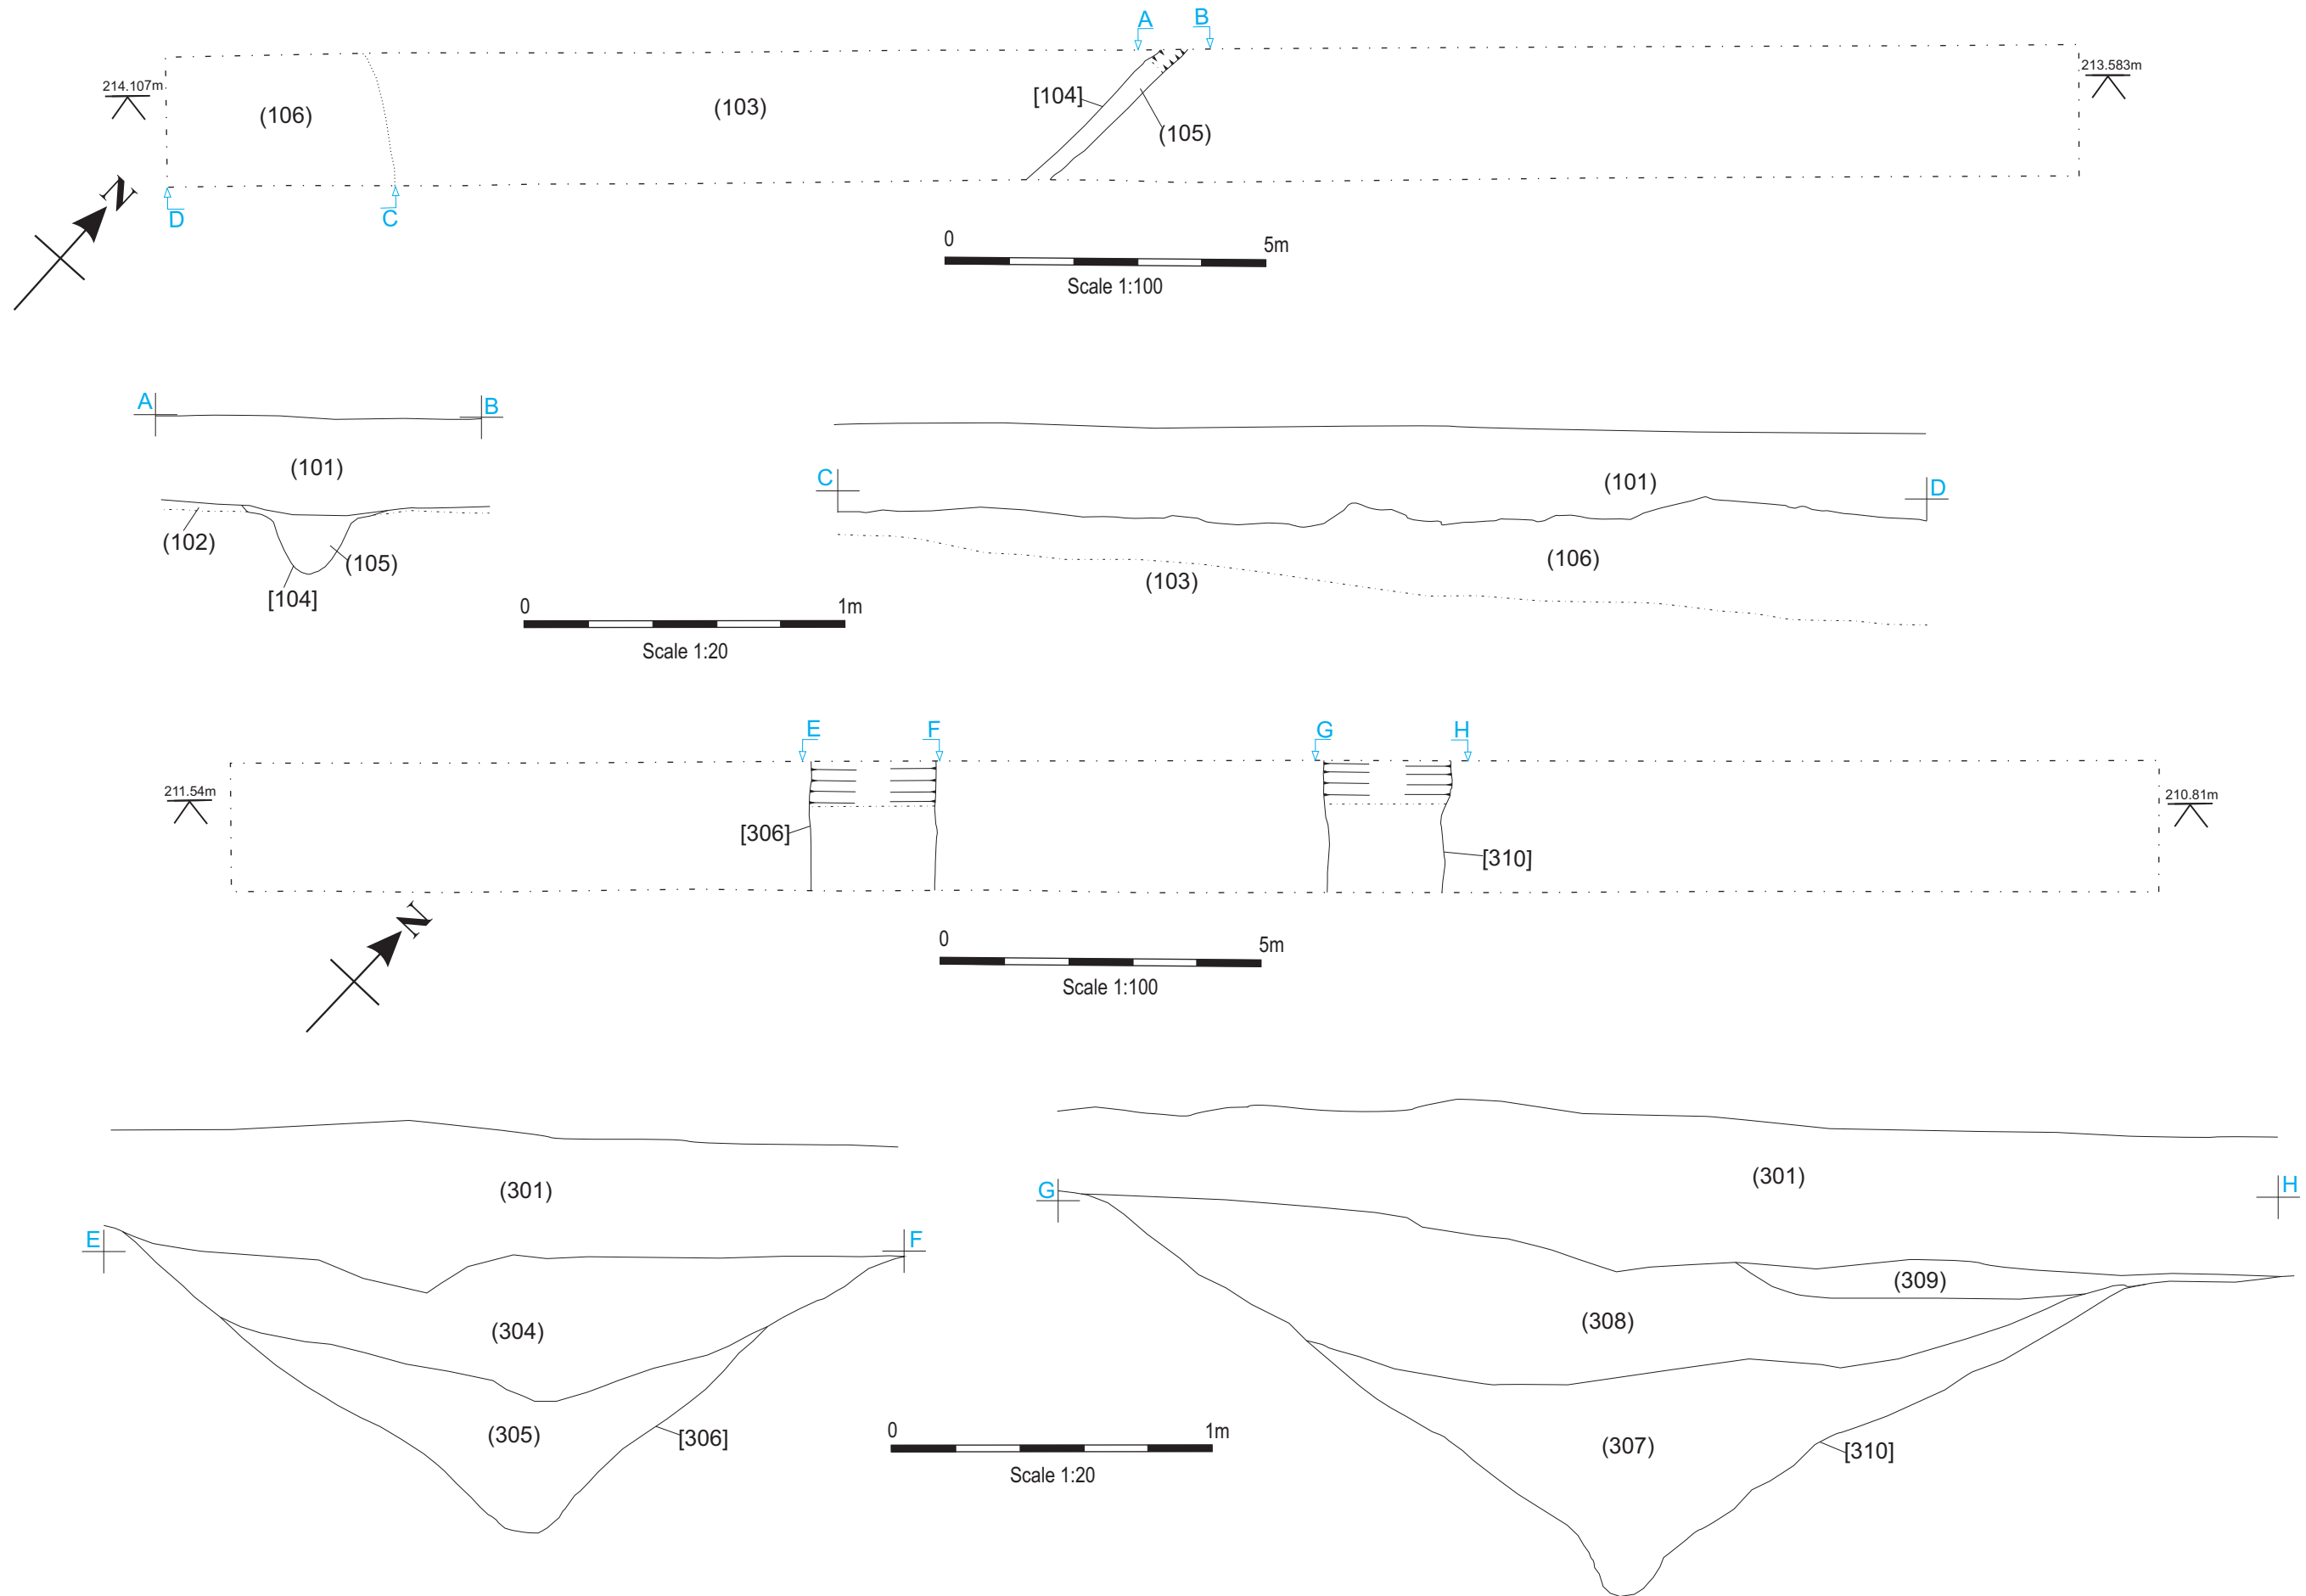 A B
214.107m
213.583m
(106)
(103)
[104]
(105)
N
D
C
0 5m
Scale 1:100
A
B
(101)
(102)
(105)
[104]
C
(101)
D
(106)
(103)
0 1m
Scale 1:20
E F G H
211.54m
210.81m
[306]
[310]
N
0 5m
Scale 1:100
(301)
E
F
(304)
(305)
[306]
G
(301)
H
(309)
(308)
(307)
[310]
0 1m
Scale 1:20